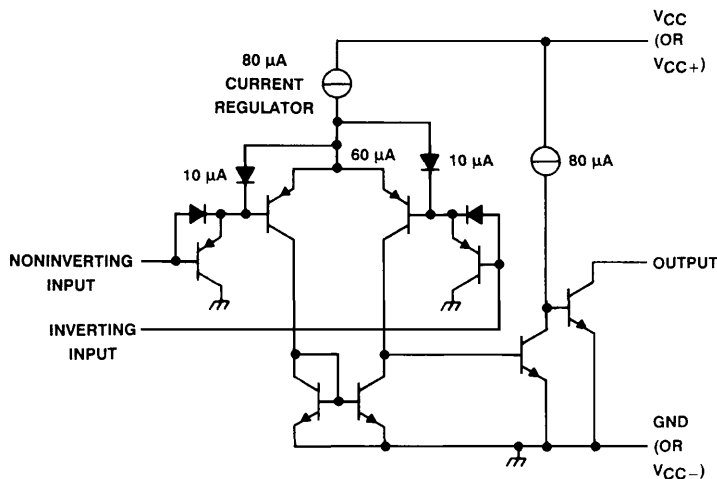 80 μA
CURRENT
REGULATOR
VCC
(OR
VCC+)
10 μA
60 μA
10 μA
80 μA
NONINVERTING
INPUT
OUTPUT
INVERTING
INPUT
GND
(OR
VCC−)